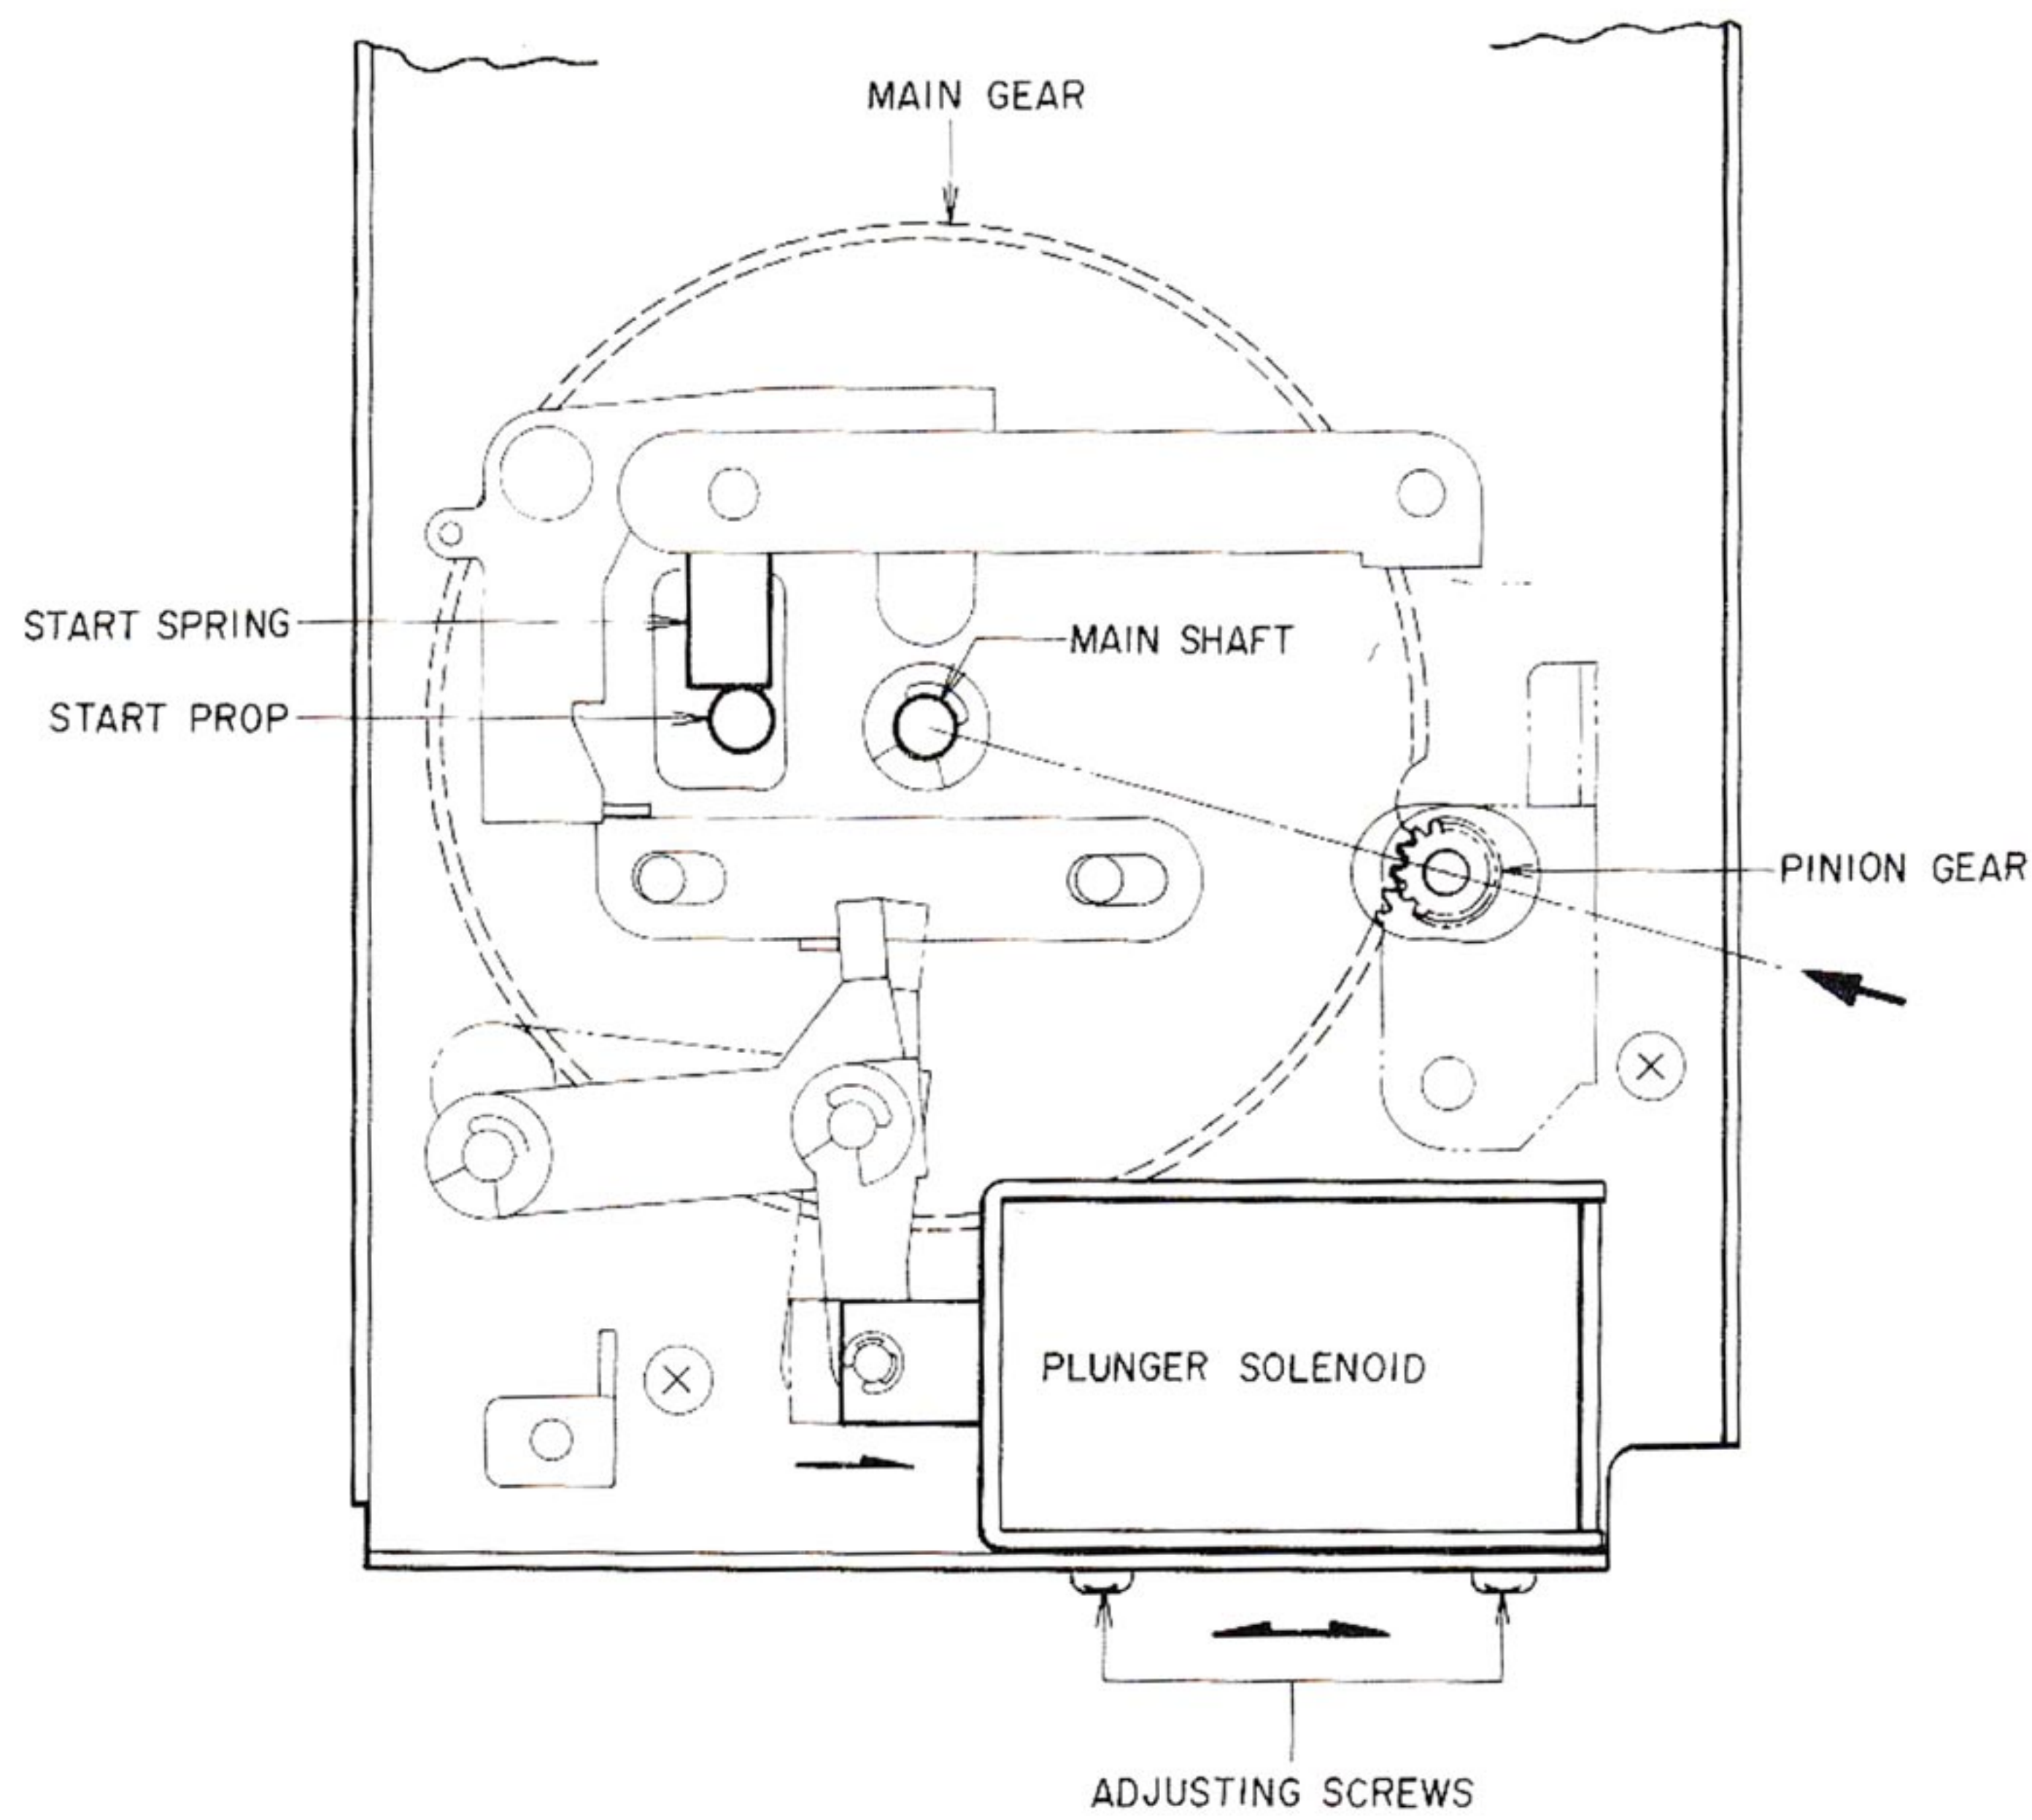 MAIN GEAR
START SPRING
MAIN SHAFT
START PROP
PINION GEAR
PLUNGER SOLENOID
ADJUSTING SCREWS